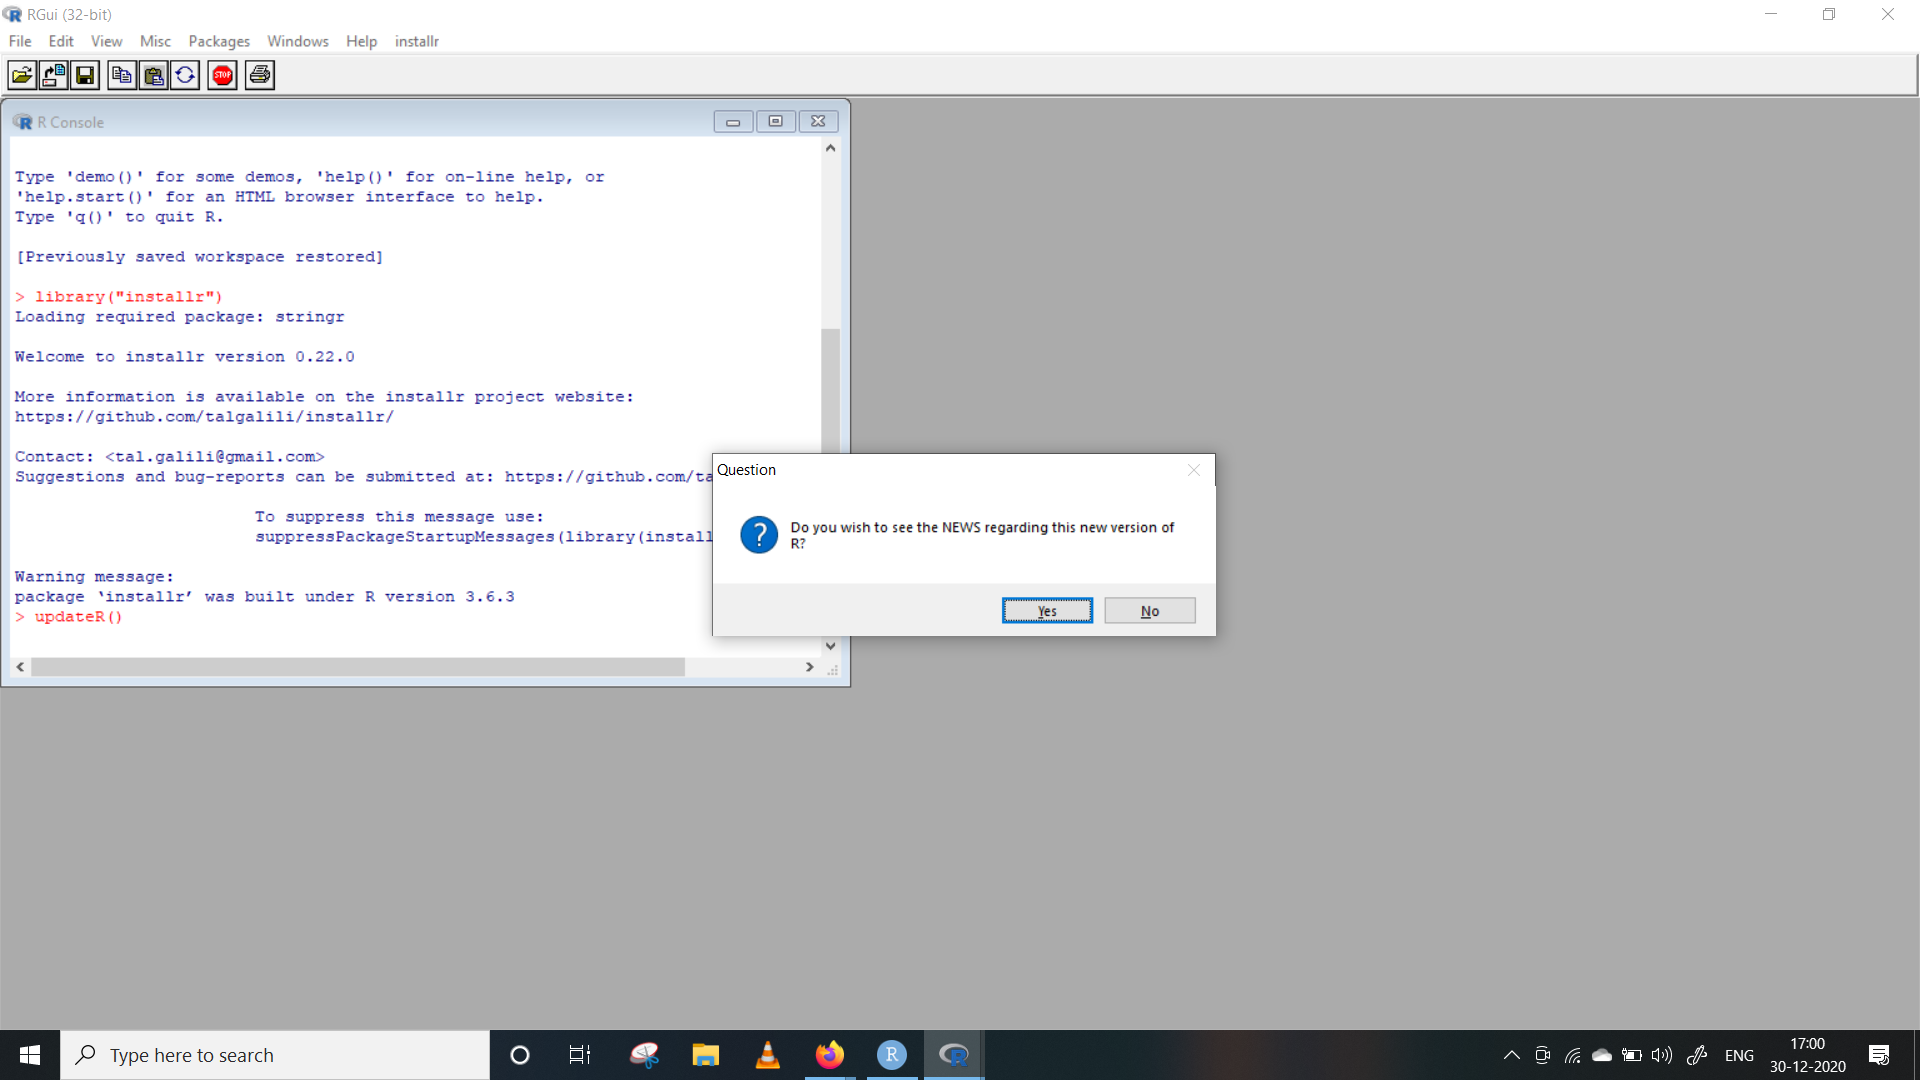 RGui (32-bit)
File Edit View Misc Packages Windows Help installr
STOP
R Console
Type 'demo()' for some demos, 'help()' for on-line help, or
'help.start()' for an HTML browser interface to help.
Type 'q()' to quit R.
[Previously saved workspace restored]
> library("installr")
Loading required package: stringr
Welcome to installr version 0.22.0
More information is available on the installr project website:
https://github.com/talgalili/installr/
Contact: <tal.galili@gmail.com>
Suggestions and bug-reports can be submitted at: https://github.com/ta
To suppress this message use:
suppressPackageStartupMessages(library(install
Warning message:
package ‘installr’ was built under R version 3.6.3
> updateR()
Question
Do you wish to see the NEWS regarding this new version of
R?
Yes No
Type here to search
ENG
17:00
30-12-2020